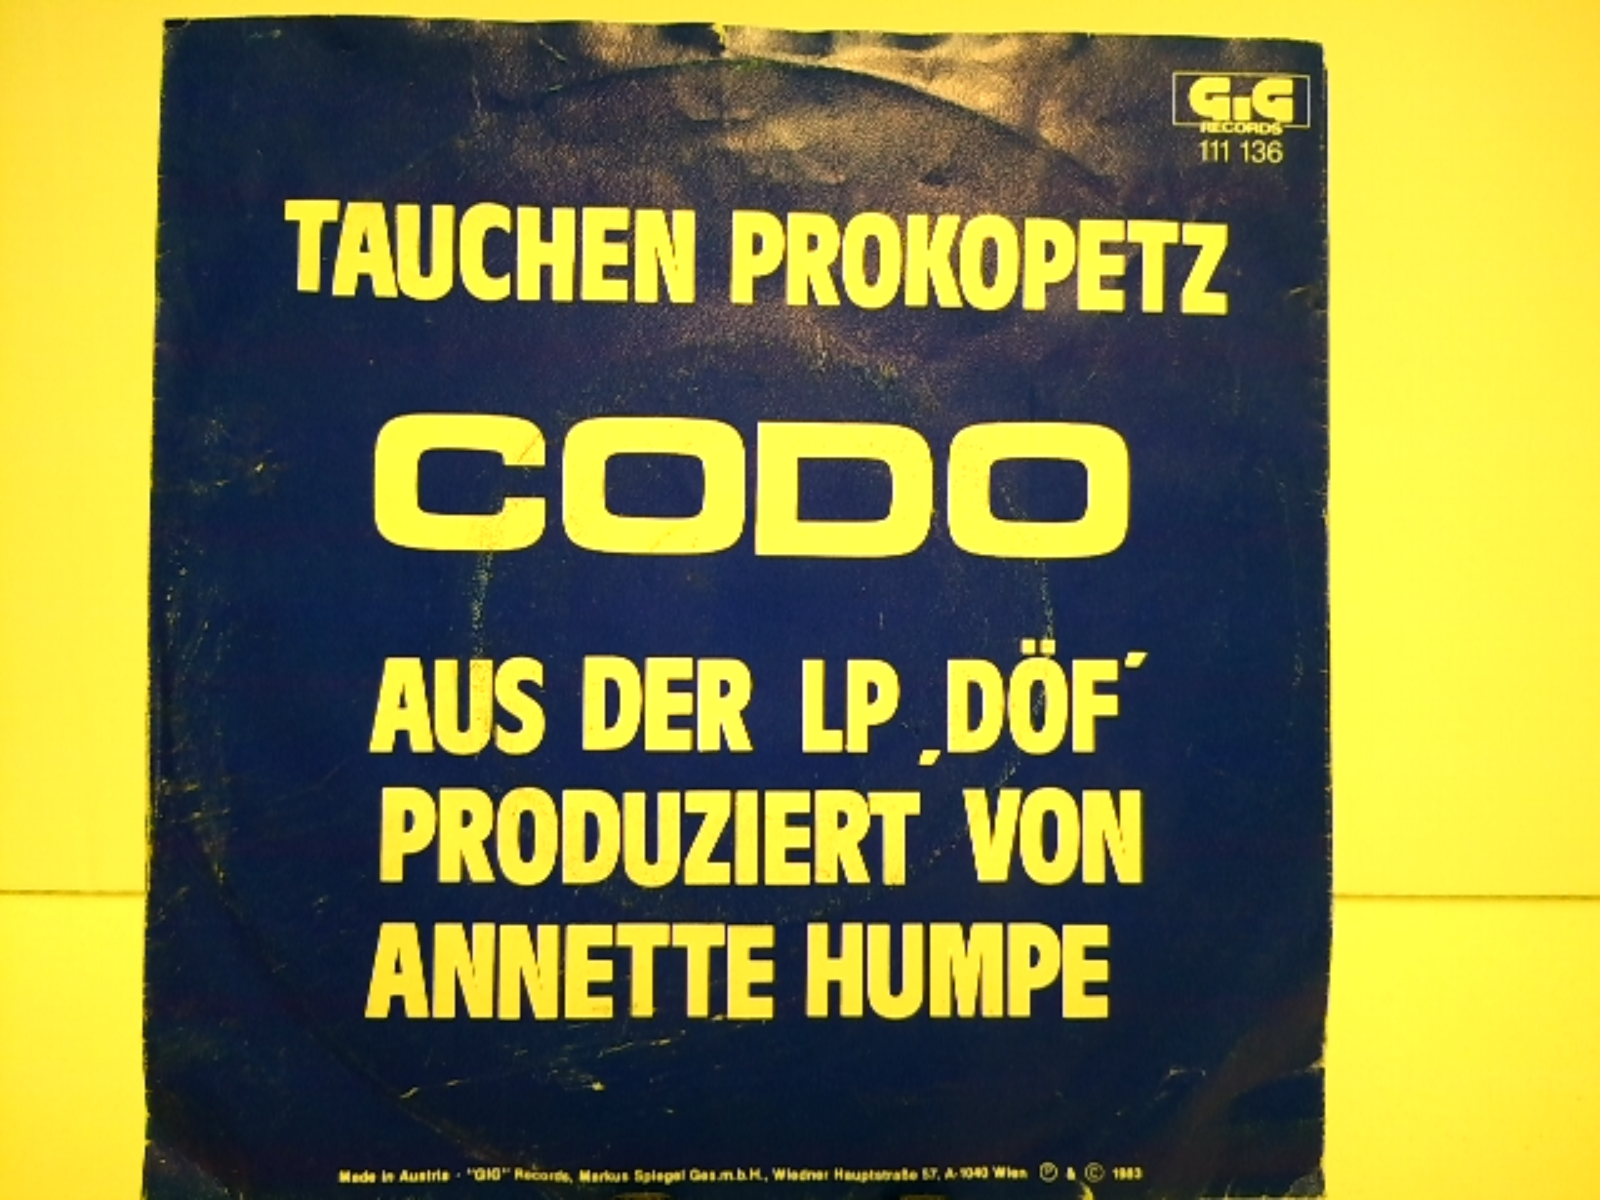 GiG
RECORDS
111 136
TAUCHEN PROKOPETZ
CODO
AUS DER LP ‚DÖF´
PRODUZIERT VON
ANNETTE HUMPE
Made in Austria - "GIG" Records, Markus Spiegel Ges.m.b.H., Wiedner Hauptstraße 57, A-1040 Wien Ⓟ & © 1983